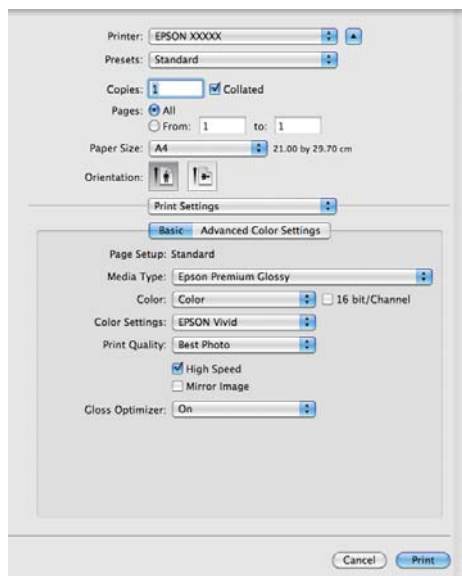 Printer: EPSON XXXXX
Presets: Standard
Copies: 1 Collated
Pages: All
From: 1 to: 1
Paper Size: A4 21.00 by 29.70 cm
Orientation:
Print Settings
Basic Advanced Color Settings
Page Setup: Standard
Media Type: Epson Premium Glossy
Color: Color 16 bit/Channel
Color Settings: EPSON Vivid
Print Quality: Best Photo
High Speed
Mirror Image
Gloss Optimizer: On
Cancel Print